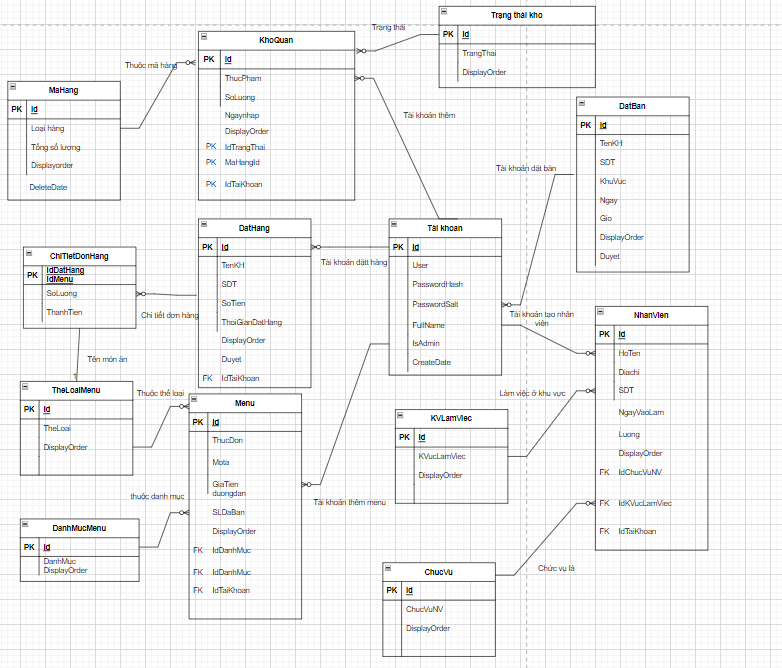 Trạng thái kho
PK Id
TrangThai
DisplayOrder
Trạng thái
KhoQuan
PK Id
ThucPham
SoLuong
Ngaynhap
DisplayOrder
PK IdTrangThai
PK MaHangId
PK IdTaiKhoan
Thuộc mã hàng
MaHang
PK Id
Loại hàng
Tổng số lượng
Displayorder
DeleteDate
Tài khoản thêm
DatBan
PK Id
TenKH
SDT
KhuVuc
Ngay
Gio
DisplayOrder
Duyet
Tài khoản đặt bàn
DatHang
PK Id
TenKH
SDT
SoTien
ThoiGianDatHang
DisplayOrder
Duyet
FK IdTaiKhoan
Tài khoản dặtt hàng
Tài khoản
PK Id
User
PasswordHash
PasswordSalt
FullName
IsAdmin
CreateDate
ChiTietDonHang
PK IdDatHang
IdMenu
SoLuong
ThanhTien
Chi tiết đơn hàng
Tên món ăn
1
Tài khoản tạo nhân
viên
NhanVien
PK Id
HoTen
Diachi
SDT
NgayVaoLam
Luong
DisplayOrder
FK IdChucVuNV
FK IdKVucLamViec
FK IdTaiKhoan
TheLoaiMenu
PK Id
TheLoai
DisplayOrder
Thuộc thể loại
Menu
PK Id
ThucDon
Mota
GiaTien
duongdan
SLDaBan
DisplayOrder
FK IdDanhMuc
FK IdDanhMuc
FK IdTaiKhoan
Làm việc ở khu vực
KVLamViec
PK Id
KVucLamViec
DisplayOrder
Tài khoản thêm menu
thuộc danh mục
DanhMucMenu
PK Id
DanhMuc
DisplayOrder
ChucVu
PK Id
ChucVuNV
DisplayOrder
Chức vụ là